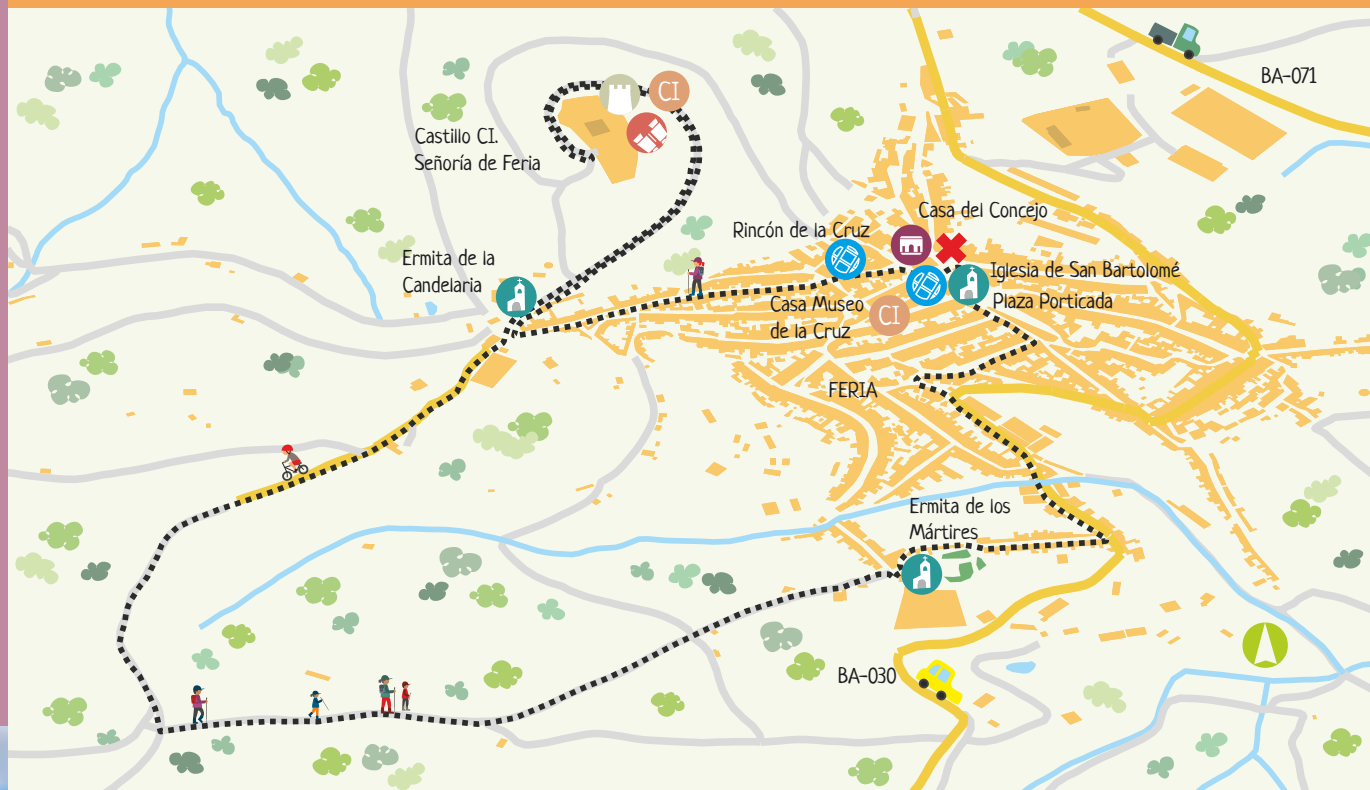 BA-071
CI
Castillo CI.
Señoría de Feria
Casa del Concejo
Rincón de la Cruz
Ermita de la
Candelaria
Iglesia de San Bartolomé
Plaza Porticada
Casa Museo
de la Cruz
CI
FERIA
Ermita de los
Mártires
BA-030